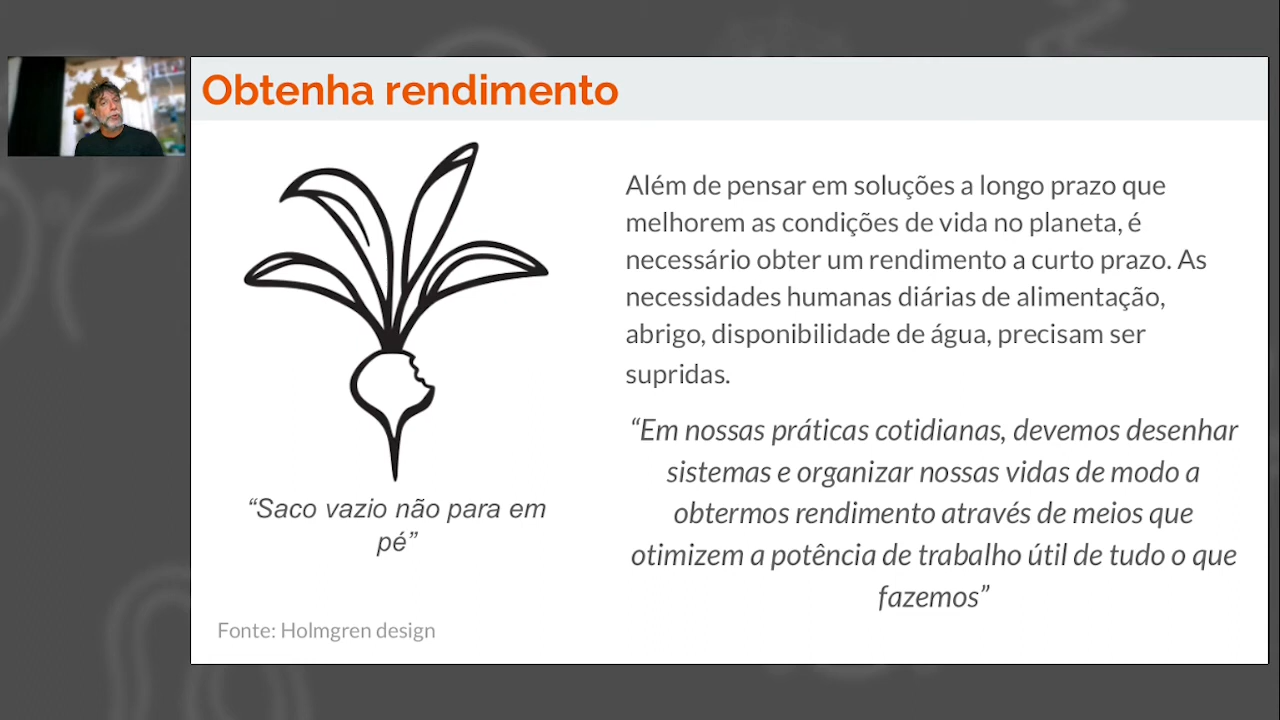 Obtenha rendimento
Além de pensar em soluções a longo prazo que
melhorem as condições de vida no planeta, é
necessário obter um rendimento a curto prazo. As
necessidades humanas diárias de alimentação,
abrigo, disponibilidade de água, precisam ser
supridas.
“Em nossas práticas cotidianas, devemos desenhar
sistemas e organizar nossas vidas de modo a
obtermos rendimento através de meios que
otimizem a potência de trabalho útil de tudo o que
fazemos”
“Saco vazio não para em
pé”
Fonte: Holmgren design